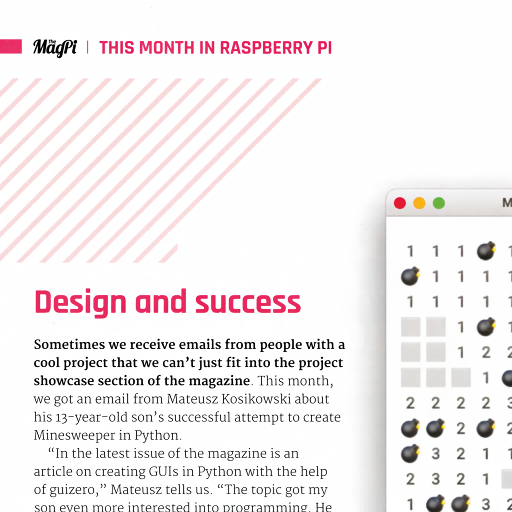 The MagPi | THIS MONTH IN RASPBERRY PI
Design and success
Sometimes we receive emails from people with a
cool project that we can't just fit into the project
showcase section of the magazine. This month,
we got an email from Mateusz Kosikowski about
his 13-year-old son's successful attempt to create
Minesweeper in Python.
"In the latest issue of the magazine is an
article on creating GUIs in Python with the help
of guizero," Mateusz tells us. "The topic got my
son even more interested into programming. He
M
1 1 1 1
1 1 1 1
1 1 1 1 1
1 1
1 2 2
1
2 2 2 2 3
2 2
3 2 1 1
2 3 2 1
1 3 2